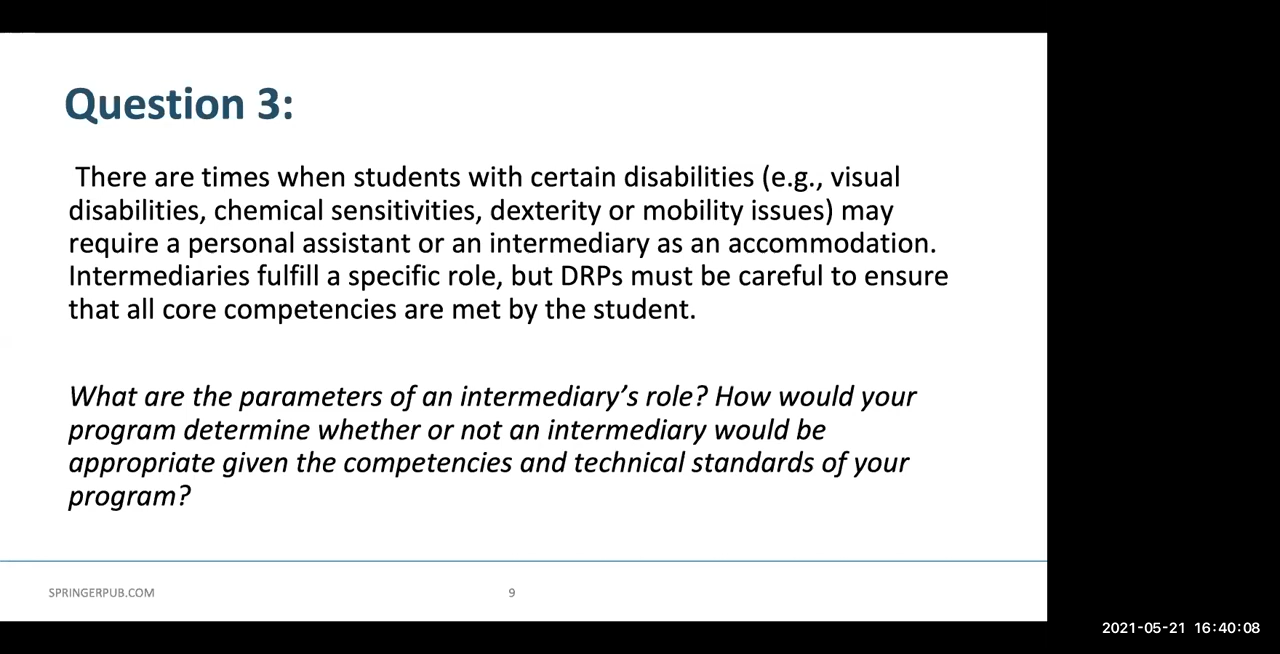 Question 3:
There are times when students with certain disabilities (e.g., visual
disabilities, chemical sensitivities, dexterity or mobility issues) may
require a personal assistant or an intermediary as an accommodation.
Intermediaries fulfill a specific role, but DRPs must be careful to ensure
that all core competencies are met by the student.
What are the parameters of an intermediary’s role? How would your
program determine whether or not an intermediary would be
appropriate given the competencies and technical standards of your
program?
SPRINGERPUB.COM
9
2021-05-21 16:40:08